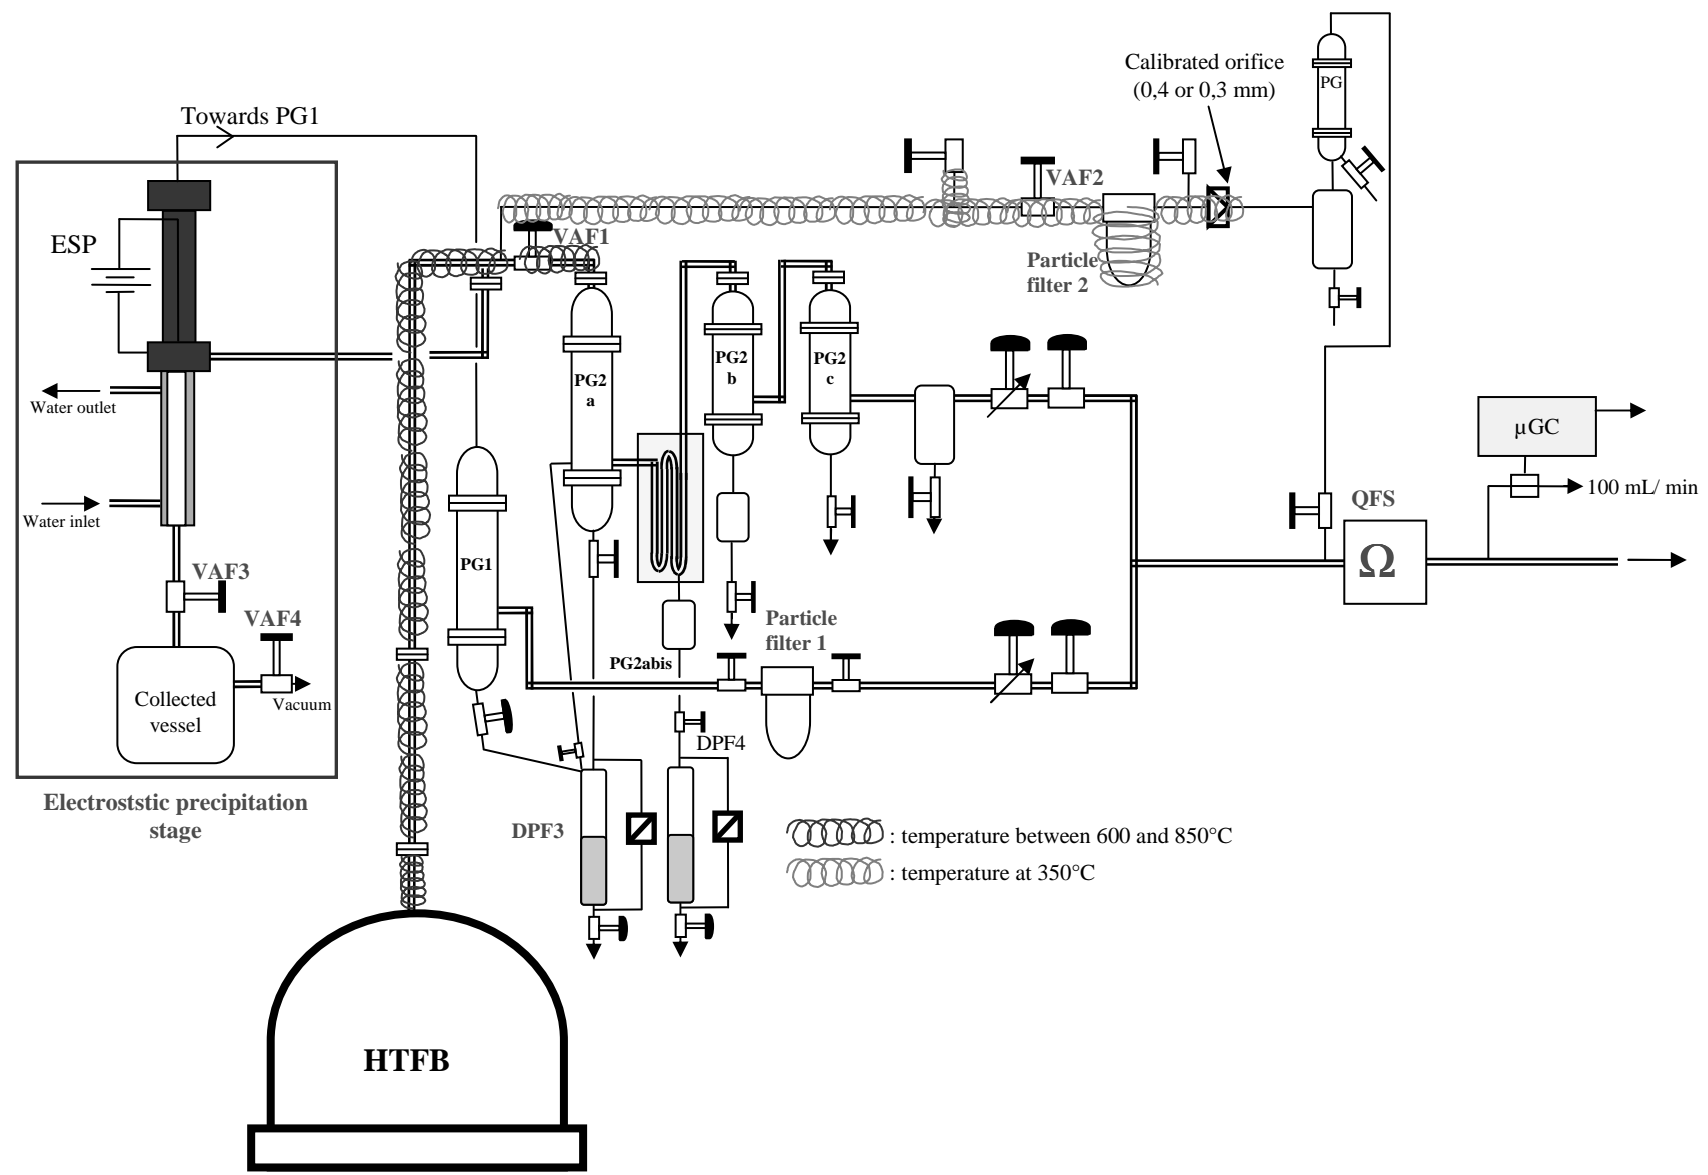 Calibrated orifice
(0,4 or 0,3 mm)
PG
Towards PG1
VAF2
ESP
VAF1
Particle
filter 2
PG2
a
PG2
b
PG2
c
Water outlet
µGC
100 mL/ min
QFS
Water inlet
Ω
PG1
VAF3
VAF4
Particle
filter 1
PG2abis
Collected
vessel
Vacuum
DPF4
Electroststic precipitation
stage
DPF3
: temperature between 600 and 850°C
: temperature at 350°C
HTFB